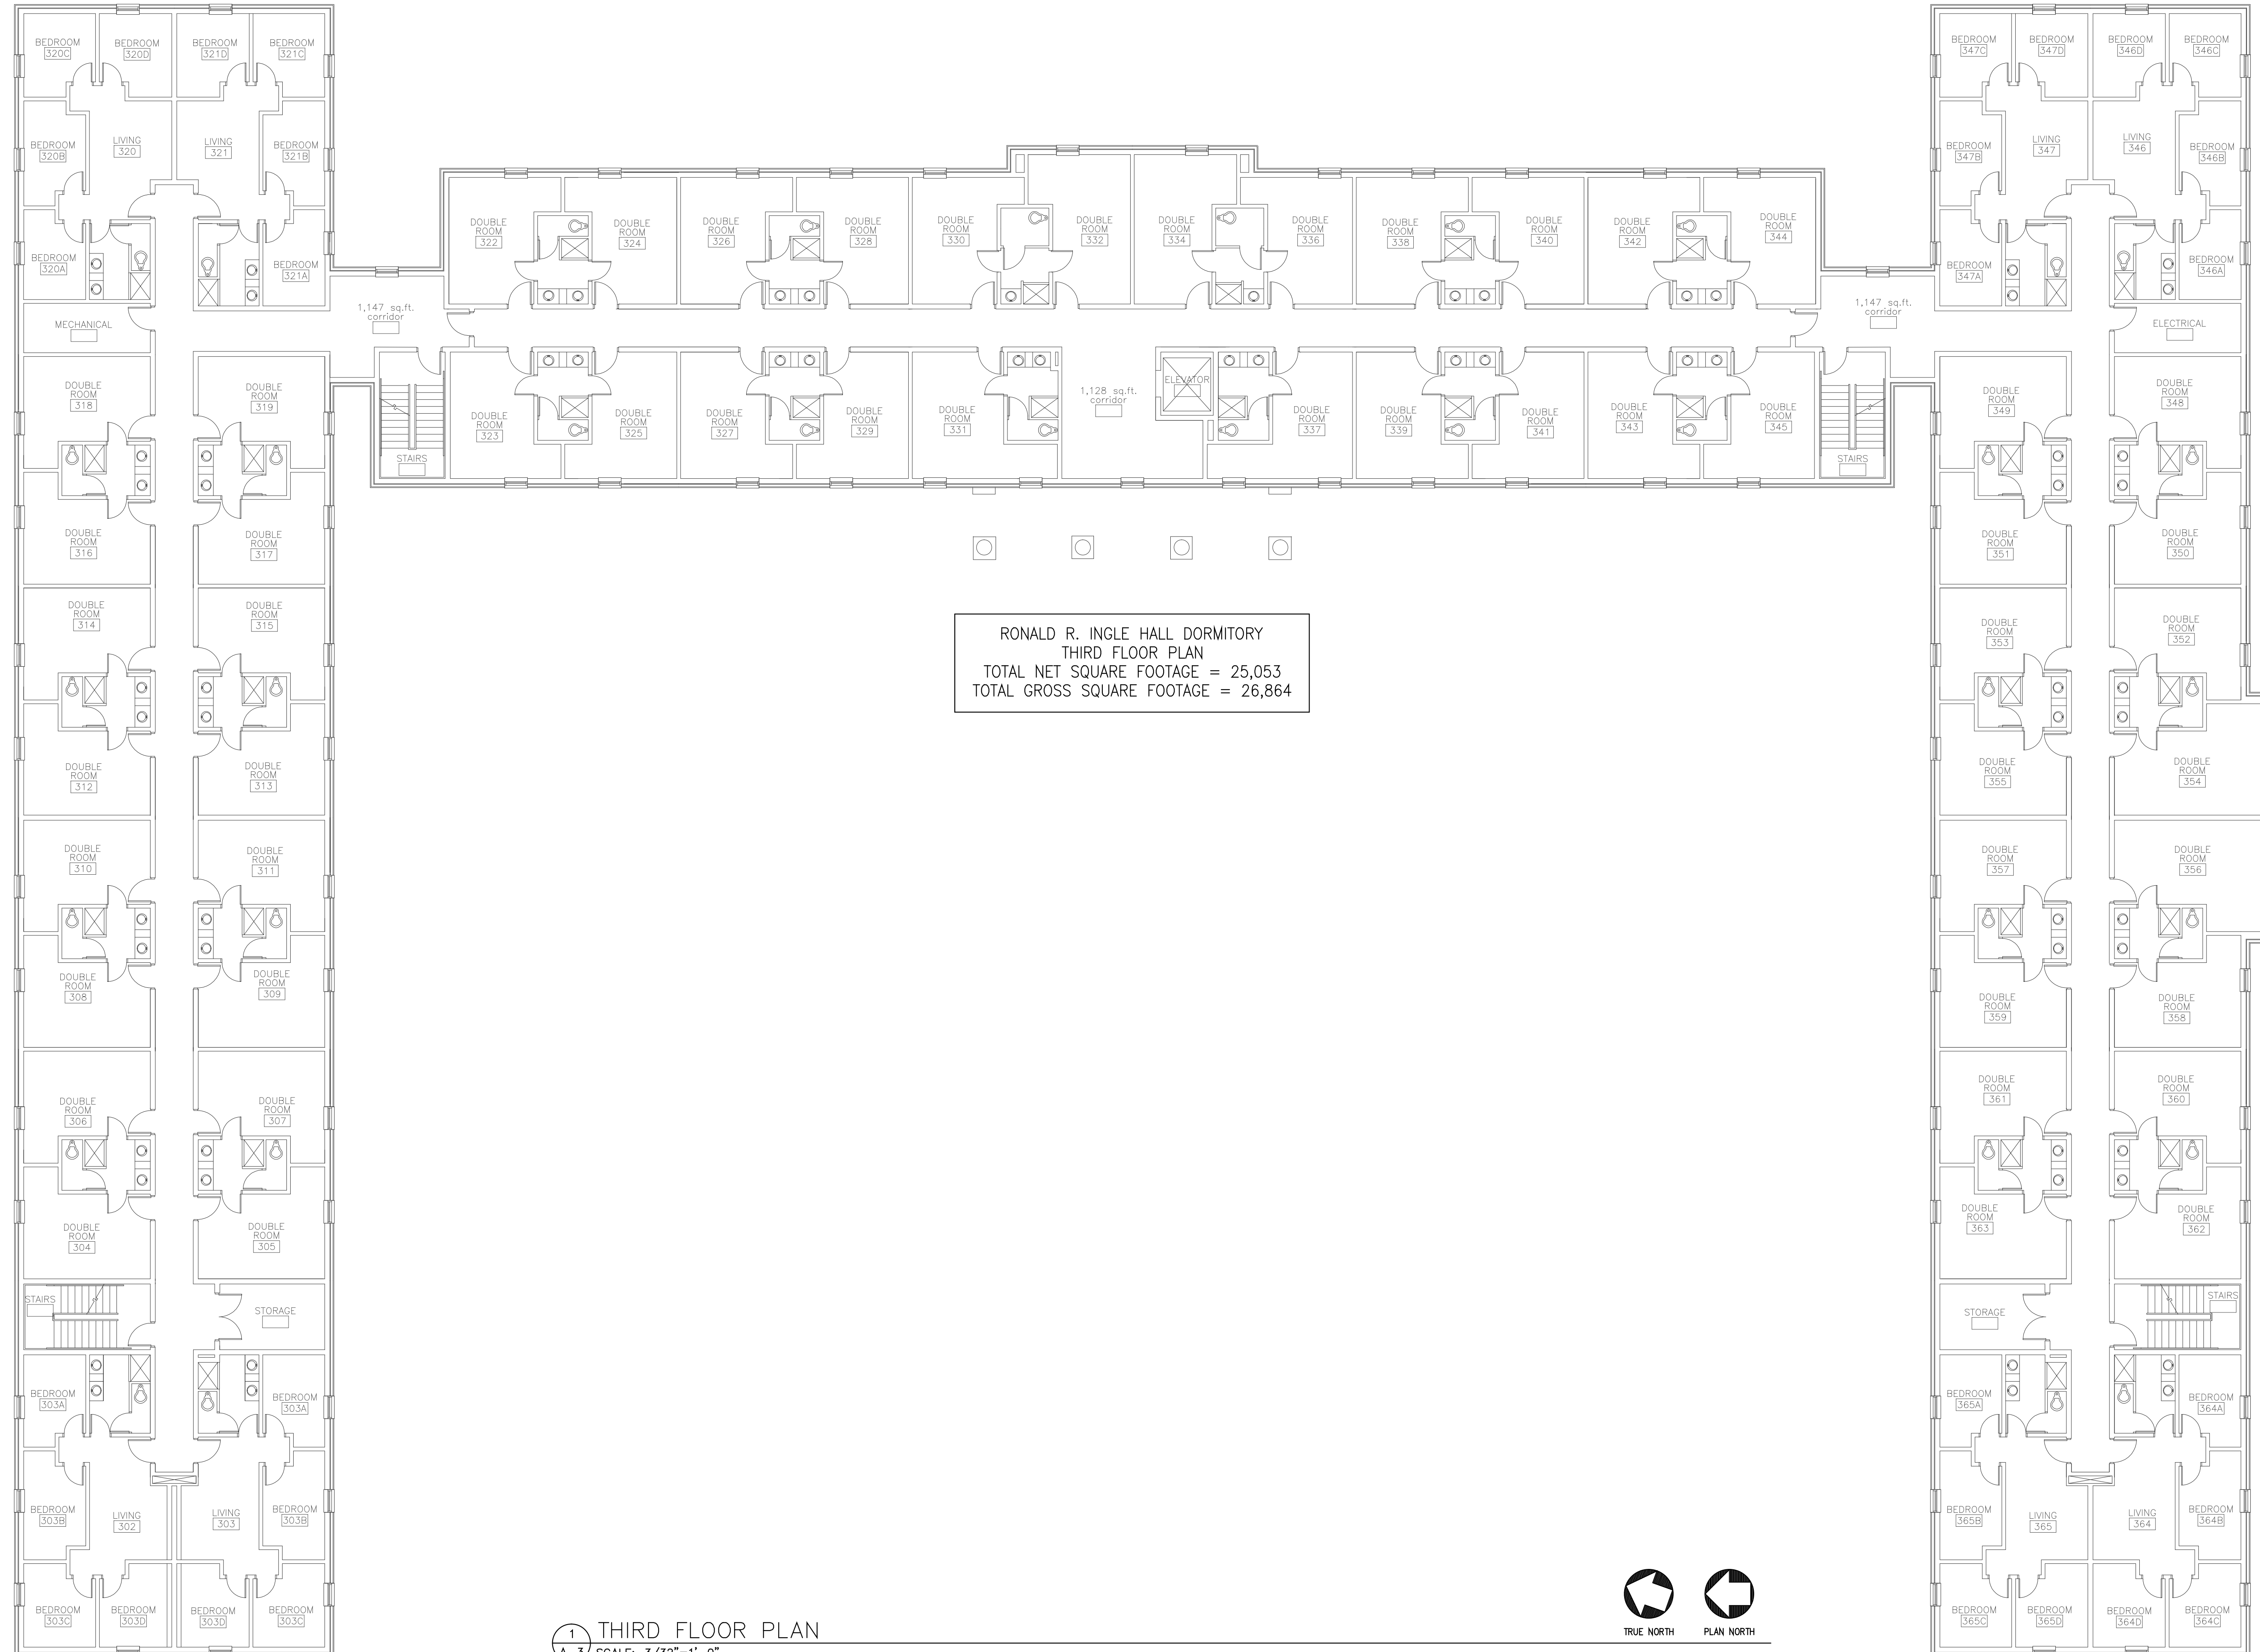 BEDROOM
320C
BEDROOM
320D
BEDROOM
321D
BEDROOM
321C
BEDROOM
320B
LIVING
320
LIVING
321
BEDROOM
321B
BEDROOM
320A
BEDROOM
321A
MECHANICAL
1,147 sq.ft.
corridor
STAIRS
DOUBLE
ROOM
322
DOUBLE
ROOM
324
DOUBLE
ROOM
326
DOUBLE
ROOM
328
DOUBLE
ROOM
330
DOUBLE
ROOM
332
DOUBLE
ROOM
334
DOUBLE
ROOM
336
DOUBLE
ROOM
338
DOUBLE
ROOM
340
DOUBLE
ROOM
342
DOUBLE
ROOM
344
DOUBLE
ROOM
323
DOUBLE
ROOM
325
DOUBLE
ROOM
327
DOUBLE
ROOM
329
DOUBLE
ROOM
331
1,128 sq.ft.
corridor
ELEVATOR
DOUBLE
ROOM
337
DOUBLE
ROOM
339
DOUBLE
ROOM
341
DOUBLE
ROOM
343
DOUBLE
ROOM
345
1,147 sq.ft.
corridor
STAIRS
BEDROOM
347C
BEDROOM
347D
BEDROOM
346D
BEDROOM
346C
BEDROOM
347B
LIVING
347
LIVING
346
BEDROOM
346B
BEDROOM
347A
BEDROOM
346A
ELECTRICAL
DOUBLE
ROOM
318
DOUBLE
ROOM
319
DOUBLE
ROOM
316
DOUBLE
ROOM
317
DOUBLE
ROOM
314
DOUBLE
ROOM
315
DOUBLE
ROOM
312
DOUBLE
ROOM
313
DOUBLE
ROOM
310
DOUBLE
ROOM
311
DOUBLE
ROOM
308
DOUBLE
ROOM
309
DOUBLE
ROOM
306
DOUBLE
ROOM
307
DOUBLE
ROOM
304
DOUBLE
ROOM
305
STAIRS
STORAGE
BEDROOM
303A
BEDROOM
303A
BEDROOM
303B
LIVING
302
LIVING
303
BEDROOM
303B
BEDROOM
303C
BEDROOM
303D
BEDROOM
303D
BEDROOM
303C
RONALD R. INGLE HALL DORMITORY
THIRD FLOOR PLAN
TOTAL NET SQUARE FOOTAGE = 25,053
TOTAL GROSS SQUARE FOOTAGE = 26,864
DOUBLE
ROOM
349
DOUBLE
ROOM
348
DOUBLE
ROOM
351
DOUBLE
ROOM
350
DOUBLE
ROOM
353
DOUBLE
ROOM
352
DOUBLE
ROOM
355
DOUBLE
ROOM
354
DOUBLE
ROOM
357
DOUBLE
ROOM
356
DOUBLE
ROOM
359
DOUBLE
ROOM
358
DOUBLE
ROOM
361
DOUBLE
ROOM
360
DOUBLE
ROOM
363
DOUBLE
ROOM
362
STORAGE
STAIRS
BEDROOM
365A
BEDROOM
364A
BEDROOM
365B
LIVING
365
LIVING
364
BEDROOM
364B
BEDROOM
365C
BEDROOM
365D
BEDROOM
364D
BEDROOM
364C
1 THIRD FLOOR PLAN
A-3 SCALE: 3/32"=1'-0"
TRUE NORTH
PLAN NORTH